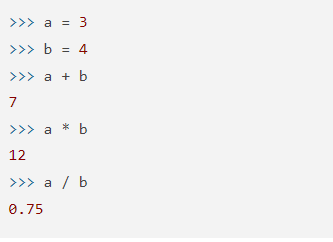 >>> a = 3
>>> b = 4
>>> a + b
7
>>> a * b
12
>>> a / b
0.75